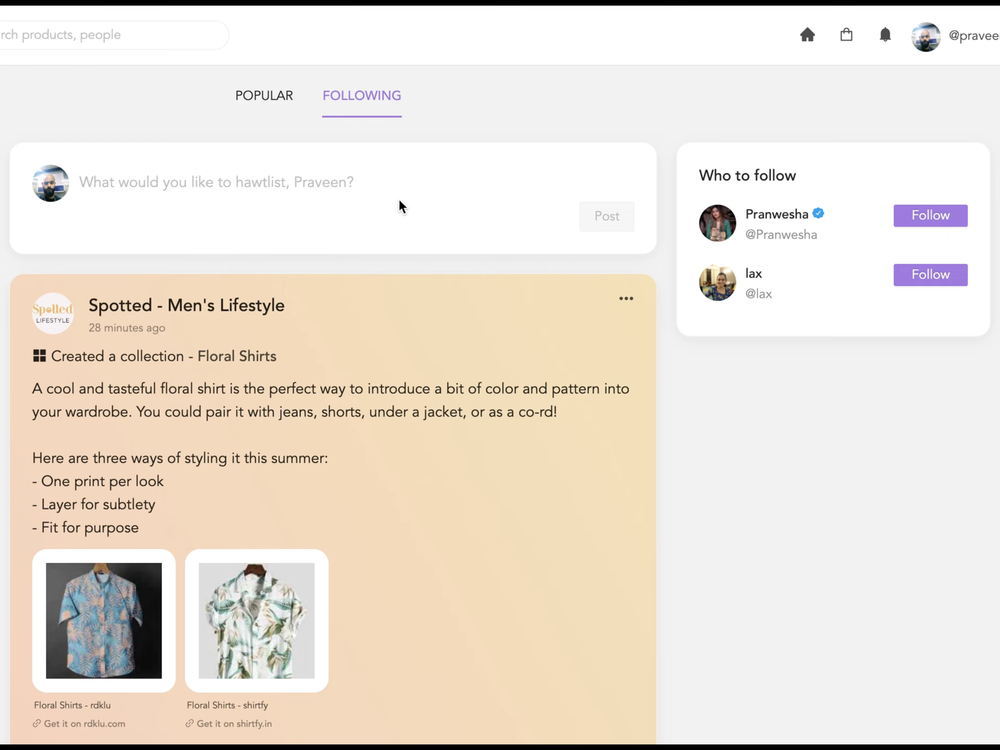 rch products, people
@pravee
POPULAR
FOLLOWING
What would you like to hawtlist, Praveen?
Post
Who to follow
Pranwesha
@Pranwesha
Follow
lax
@lax
Follow
Spotted
LIFESTYLE
Spotted - Men's Lifestyle
28 minutes ago
Created a collection - Floral Shirts
A cool and tasteful floral shirt is the perfect way to introduce a bit of color and pattern into
your wardrobe. You could pair it with jeans, shorts, under a jacket, or as a co-rd!
Here are three ways of styling it this summer:
- One print per look
- Layer for subtlety
- Fit for purpose
Floral Shirts - rdklu
Get it on rdklu.com
Floral Shirts - shirtfy
Get it on shirtfy.in